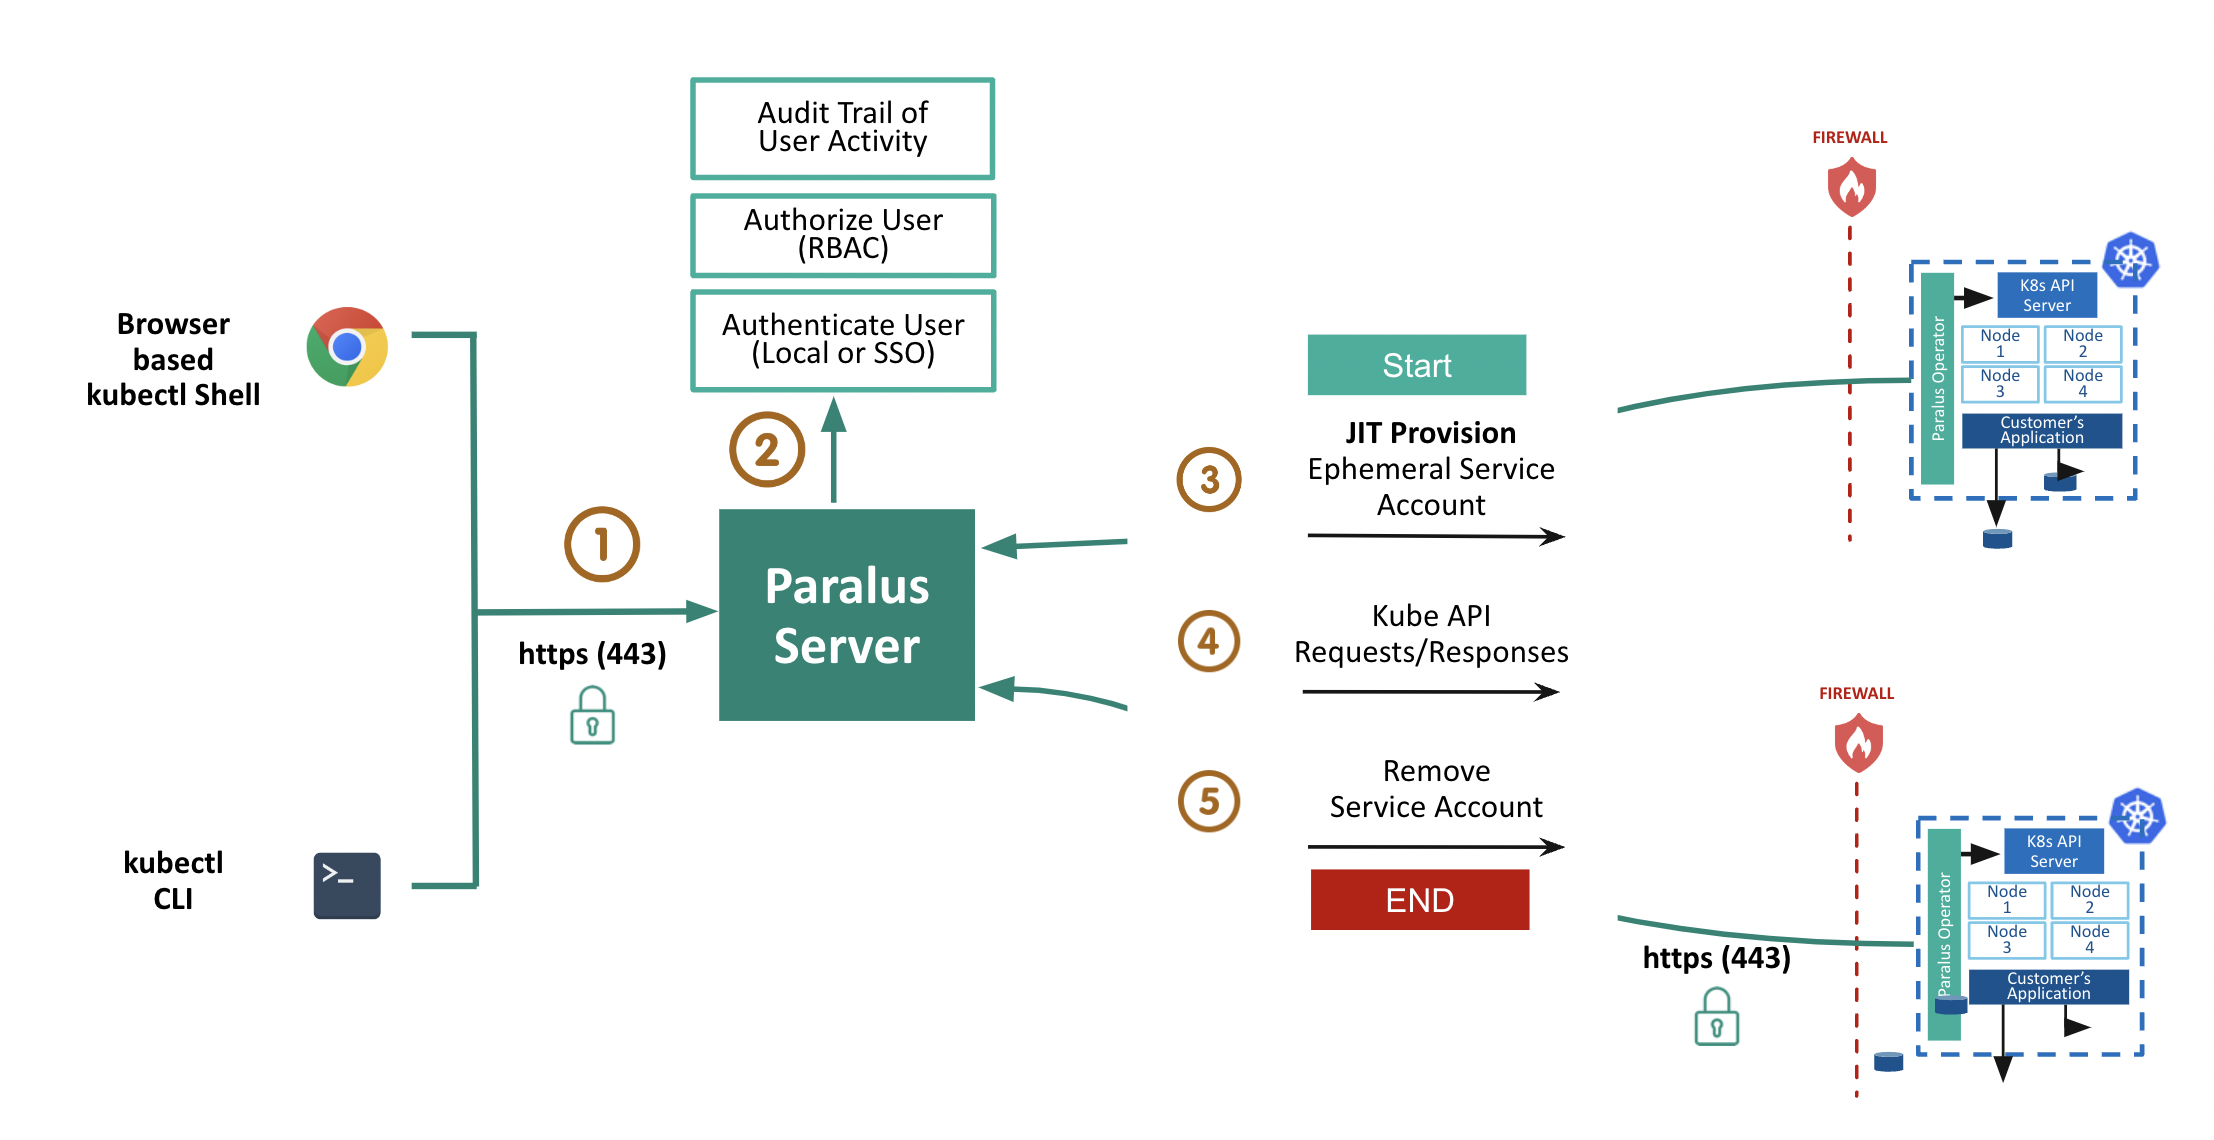 Audit Trail of
User Activity
Authorize User
(RBAC)
Authenticate User
(Local or SSO)
Browser
based
kubectl Shell
kubectl
CLI
>_
1
https (443)
2
Paralus
Server
3
4
5
Start
JIT Provision
Ephemeral Service
Account
Kube API
Requests/Responses
Remove
Service Account
END
FIREWALL
Paralus Operator
K8s API
Server
Node
1
Node
2
Node
3
Node
4
Customer's
Application
FIREWALL
https (443)
Paralus Operator
K8s API
Server
Node
1
Node
2
Node
3
Node
4
Customer's
Application